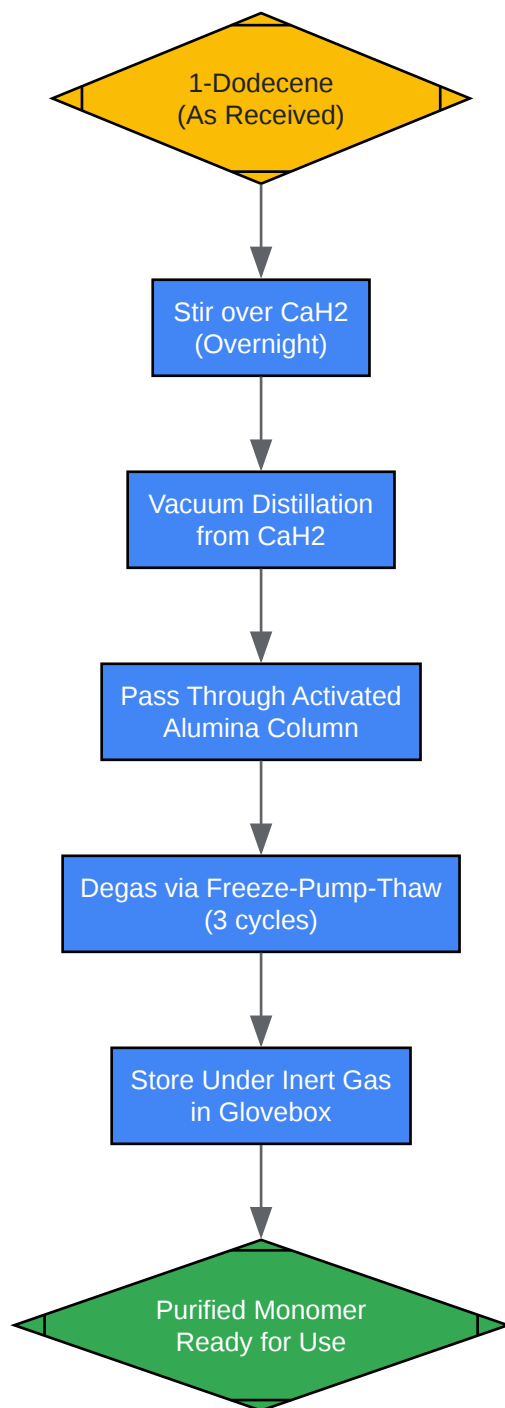 1-Dodecene
(As Received)
Stir over CaH2
(Overnight)
Vacuum Distillation
from CaH2
Pass Through Activated
Alumina Column
Degas via Freeze-Pump-Thaw
(3 cycles)
Store Under Inert Gas
in Glovebox
Purified Monomer
Ready for Use